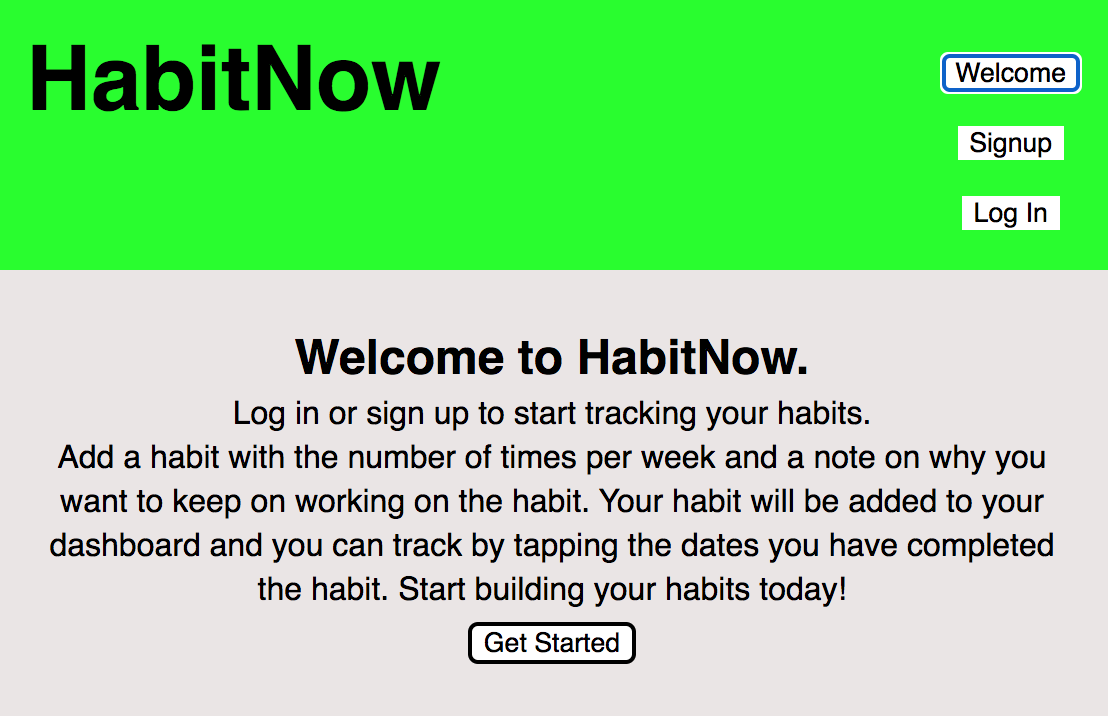 HabitNow
Welcome
Signup
Log In
Welcome to HabitNow.
Log in or sign up to start tracking your habits.
Add a habit with the number of times per week and a note on why you
want to keep on working on the habit. Your habit will be added to your
dashboard and you can track by tapping the dates you have completed
the habit. Start building your habits today!
Get Started